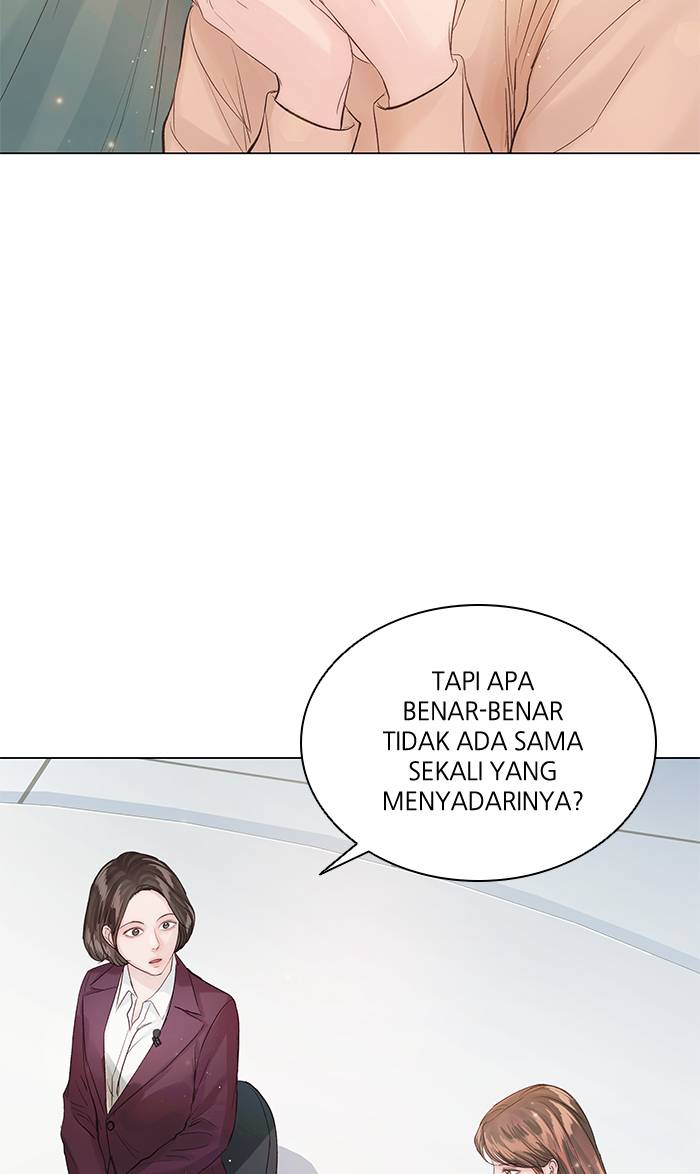 TAPI APA
BENAR-BENAR
TIDAK ADA SAMA
SEKALI YANG
MENYADARINYA?